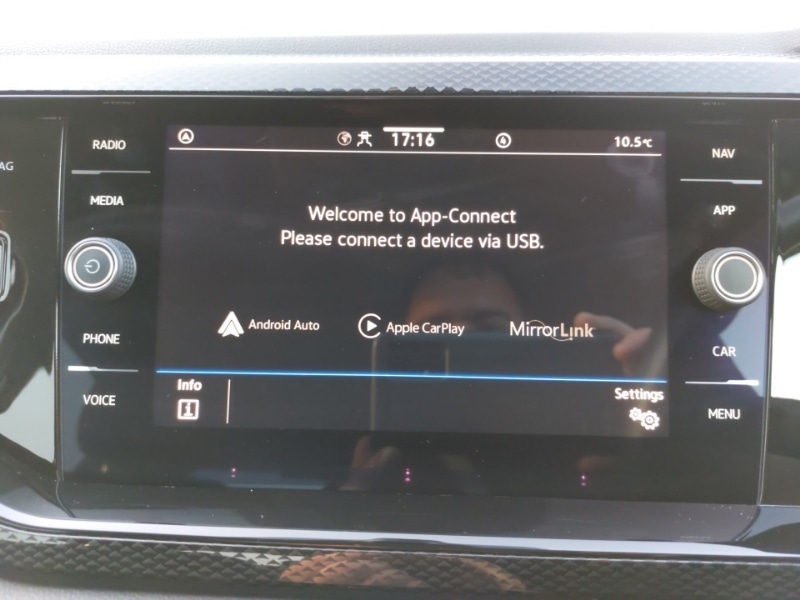 AG
RADIO
MEDIA
PHONE
VOICE
17:16
10.5°C
Welcome to App-Connect
Please connect a device via USB.
Android Auto
Apple CarPlay
MirrorLink
Info
Settings
NAV
APP
CAR
MENU